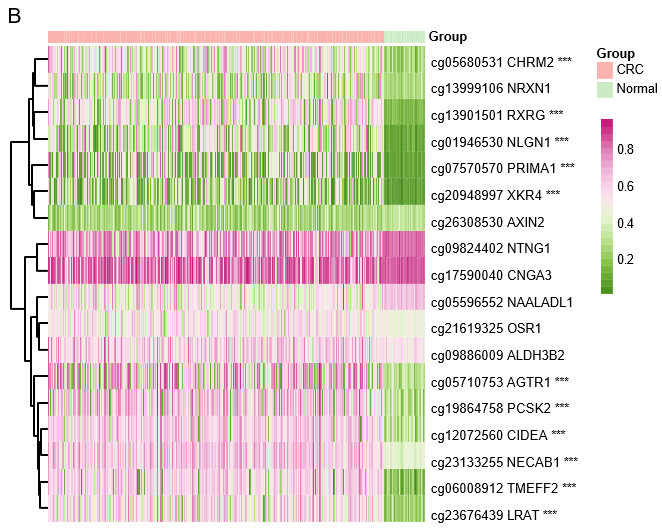 B
Group
cg05680531 CHRM2 ***
cg13999106 NRXN1
cg13901501 RXRG ***
cg01946530 NLGN1 ***
cg07570570 PRIMA1 ***
cg20948997 XKR4 ***
cg26308530 AXIN2
cg09824402 NTNG1
cg17590040 CNGA3
cg05596552 NAALADL1
cg21619325 OSR1
cg09886009 ALDH3B2
cg05710753 AGTR1 ***
cg19864758 PCSK2 ***
cg12072560 CIDEA ***
cg23133255 NECAB1 ***
cg06008912 TMEFF2 ***
cg23676439 LRAT ***
Group
CRC
Normal
0.8
0.6
0.4
0.2